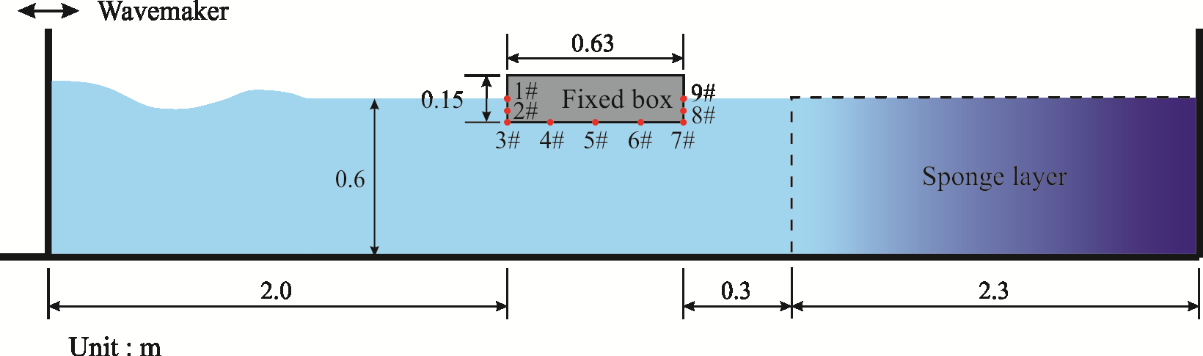 Wavemaker
0.63
0.15
1#
2#
Fixed box
9#
8#
3# 4# 5# 6# 7#
0.6
Sponge layer
2.0
0.3
2.3
Unit : m